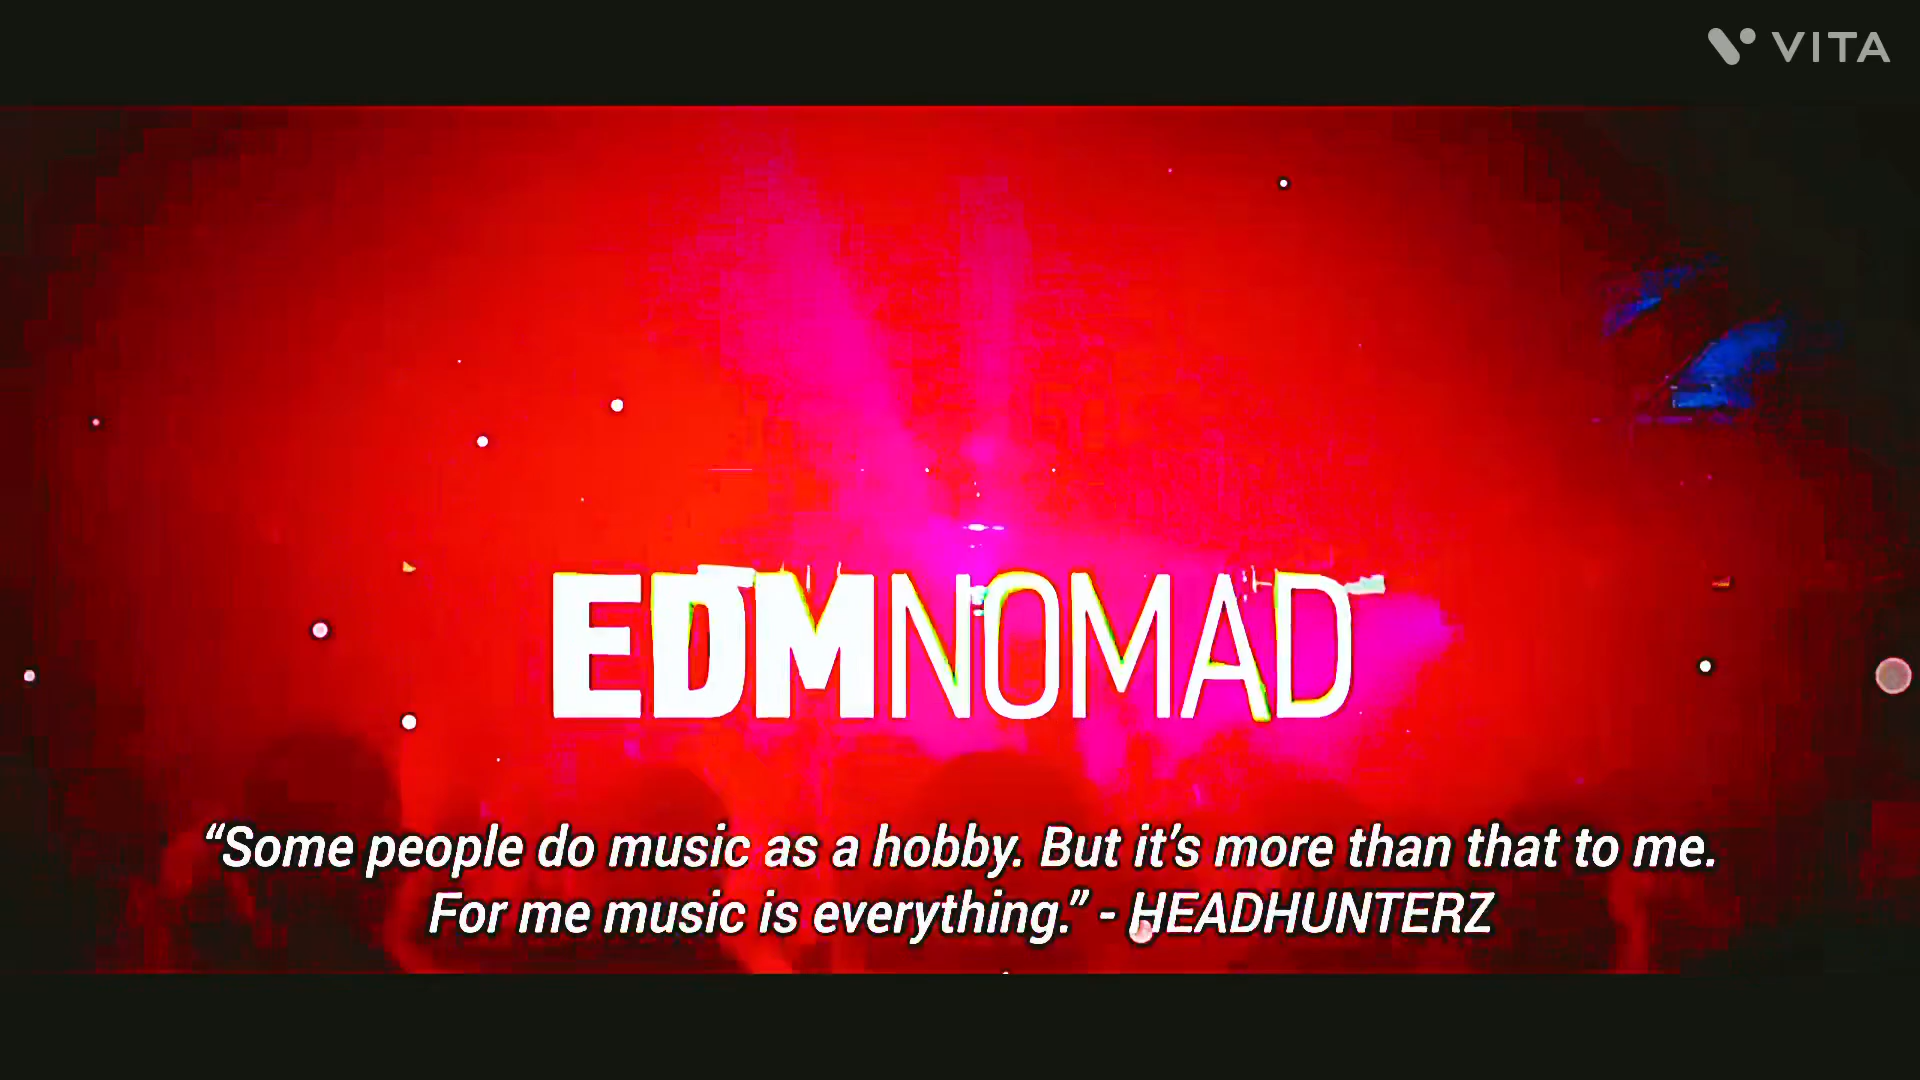 VITA
EDMNOMAD
“Some people do music as a hobby. But it’s more than that to me.
For me music is everything.” - HEADHUNTERZ